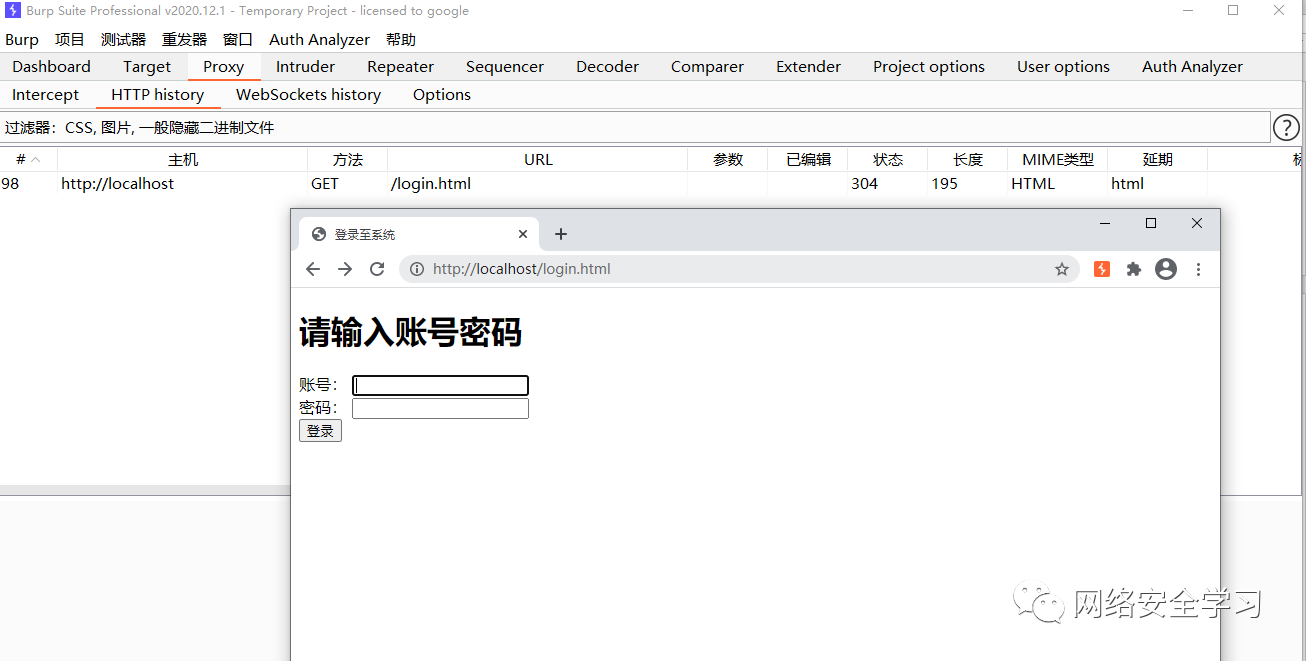 Burp Suite Professional v2020.12.1 - Temporary Project - licensed to google
Burp 项目 测试器 重发器 窗口 Auth Analyzer 帮助
Dashboard Target Proxy Intruder Repeater Sequencer Decoder Comparer Extender Project options User options Auth Analyzer
Intercept HTTP history WebSockets history Options
过滤器：CSS, 图片, 一般隐藏二进制文件 ?
# 主机 方法 URL 参数 已编辑 状态 长度 MIME类型 延期
98 http://localhost GET /login.html 304 195 HTML html
登录至系统
http://localhost/login.html
请输入账号密码
账号：
密码：
登录
网络安全学习